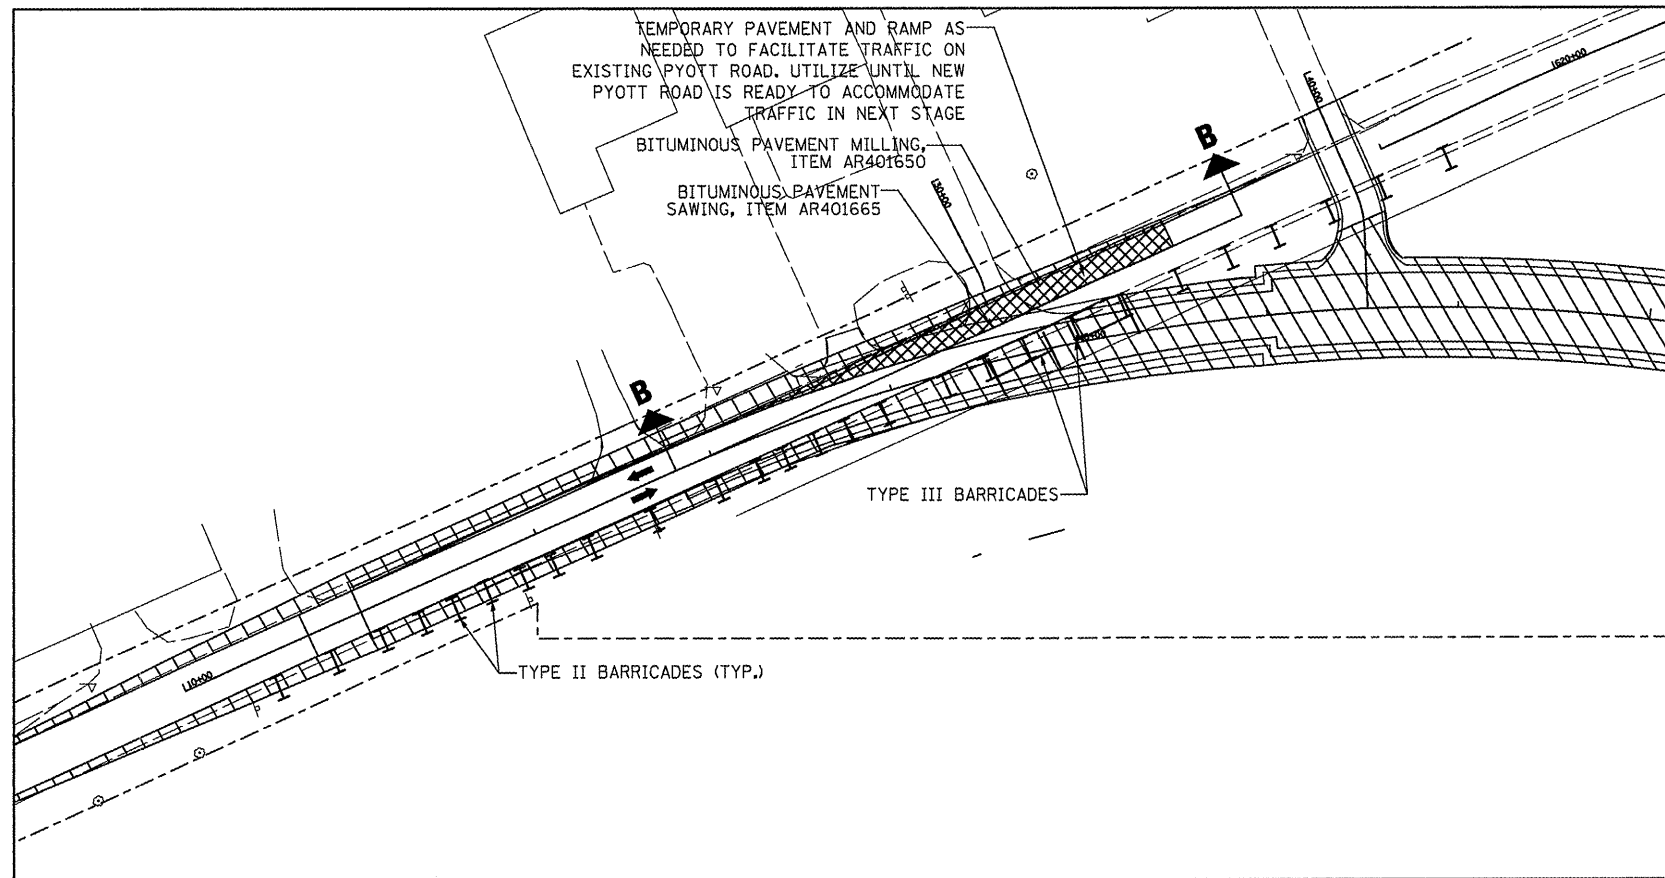 TEMPORARY PAVEMENT AND RAMP AS
NEEDED TO FACILITATE TRAFFIC ON
EXISTING PYOTT ROAD. UTILIZE UNTIL NEW
PYOTT ROAD IS READY TO ACCOMMODATE
TRAFFIC IN NEXT STAGE
BITUMINOUS PAVEMENT MILLING,
ITEM AR401650
BITUMINOUS PAVEMENT
SAWING, ITEM AR401665
B
B
TYPE III BARRICADES
TYPE II BARRICADES (TYP.)